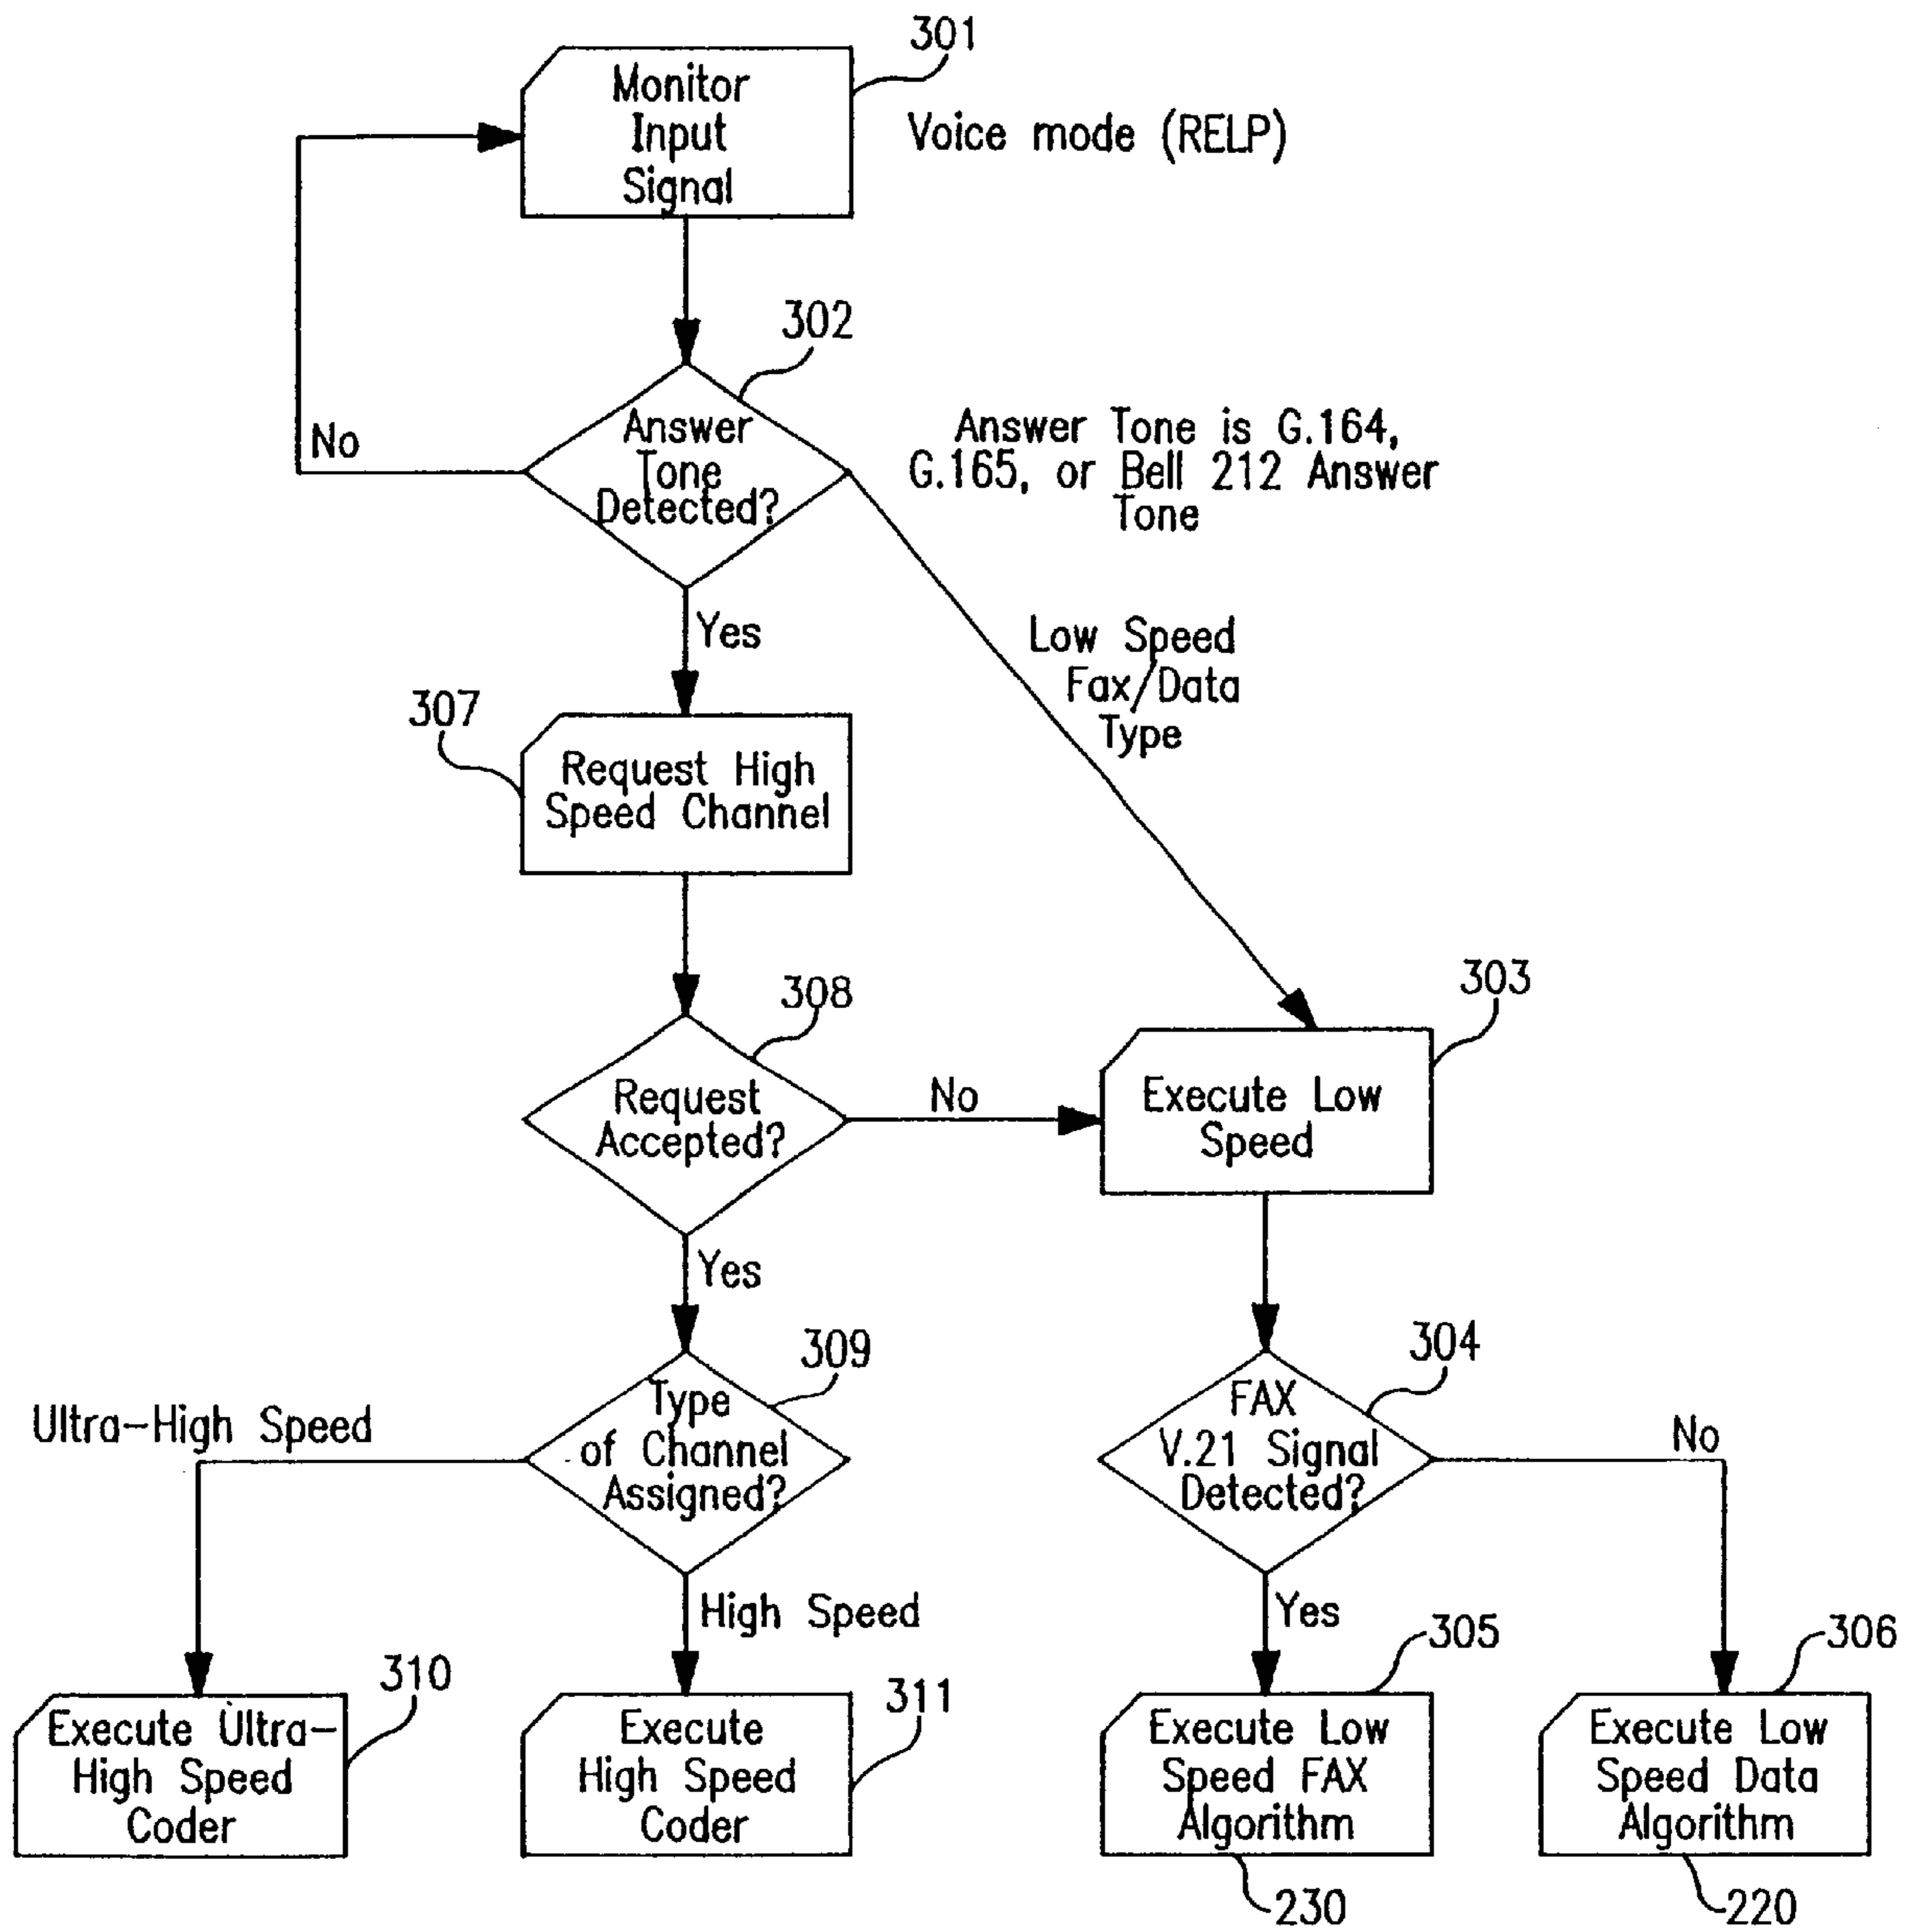 301
Monitor
Input
Signal
Voice mode (RELP)
302
Answer
Tone
Detected?
No
Answer Tone is G.164,
G.165, or Bell 212 Answer
Tone
Yes
Low Speed
Fax/Data
Type
307
Request High
Speed Channel
308
Request
Accepted?
No
303
Execute Low
Speed
Yes
309
Type
of Channel
Assigned?
Ultra-High Speed
High Speed
304
FAX
V.21 Signal
Detected?
No
Yes
310
Execute Ultra-
High Speed
Coder
311
Execute
High Speed
Coder
305
Execute Low
Speed FAX
Algorithm
230
306
Execute Low
Speed Data
Algorithm
220